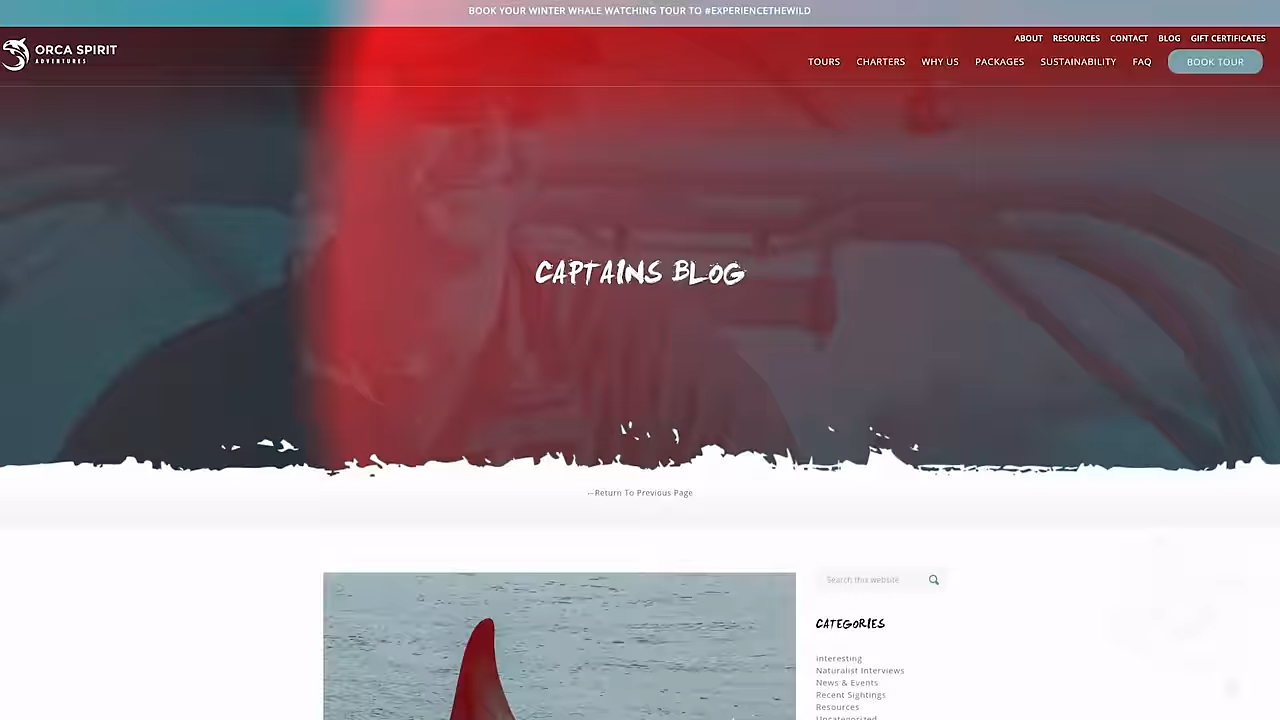 BOOK YOUR WINTER WHALE WATCHING TOUR TO #EXPERIENCETHEWILD
ORCA SPIRIT
ADVENTURES
ABOUT RESOURCES CONTACT BLOG GIFT CERTIFICATES
TOURS CHARTERS WHY US PACKAGES SUSTAINABILITY FAQ BOOK TOUR
CAPTAINS BLOG
←Return To Previous Page
Search this website
CATEGORIES
interesting
Naturalist Interviews
News & Events
Recent Sightings
Resources
Uncategorized